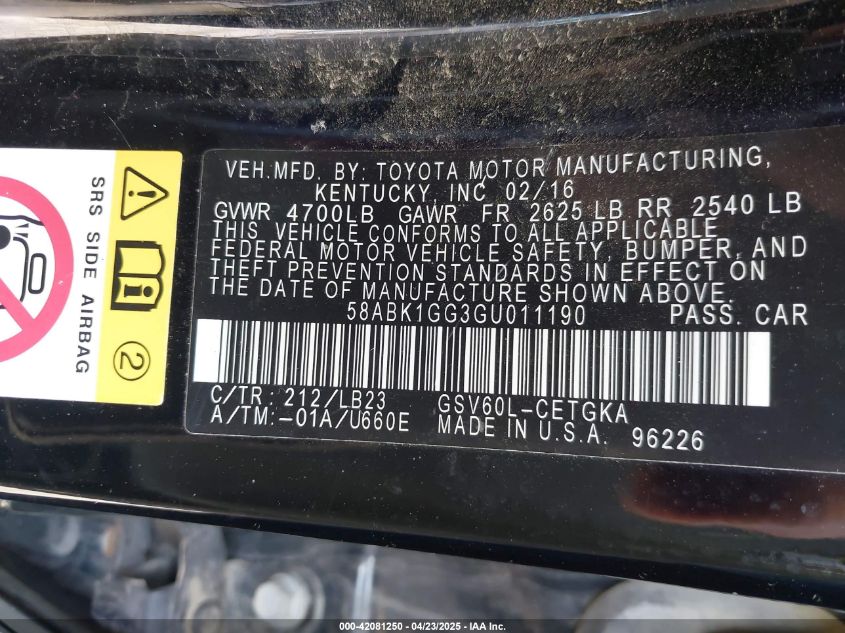 VEH.MFD. BY: TOYOTA MOTOR MANUFACTURING,
KENTUCKY, INC 02/16
GVWR 4700LB GAWR FR 2625 LB RR 2540 LB
THIS VEHICLE CONFORMS TO ALL APPLICABLE
FEDERAL MOTOR VEHICLE SAFETY, BUMPER, AND
THEFT PREVENTION STANDARDS IN EFFECT ON
THE DATE OF MANUFACTURE SHOWN ABOVE.
58ABK1GG3GU011190 PASS. CAR
C/TR: 212/LB23 GSV60L-CETGKA
A/TM:-01A/U660E MADE IN U.S.A. 96226
SRS SIDE AIRBAG
2
000-42081250 | 04/23/2025 | IAA Inc.